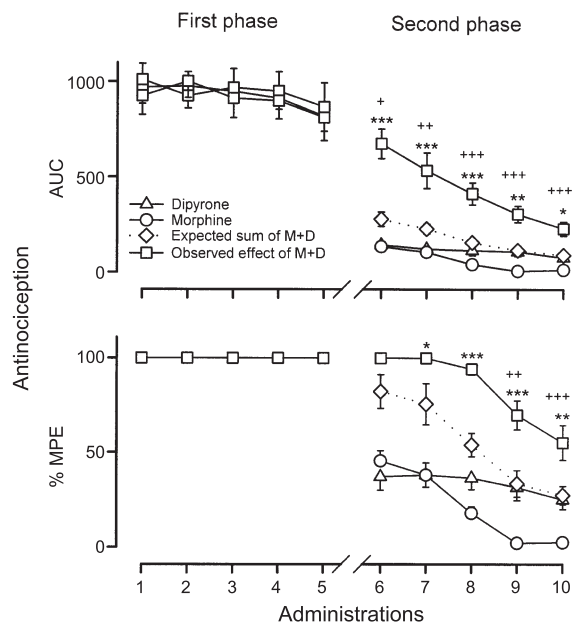 First phase
Second phase
1000
500
0
AUC
+
***
++
***
+++
***
+++
**
+++
*
Dipyrone
Morphine
Expected sum of M+D
Observed effect of M+D
Antinociception
100
50
0
% MPE
*
***
++
***
+++
**
1 2 3 4 5 6 7 8 9 10
Administrations